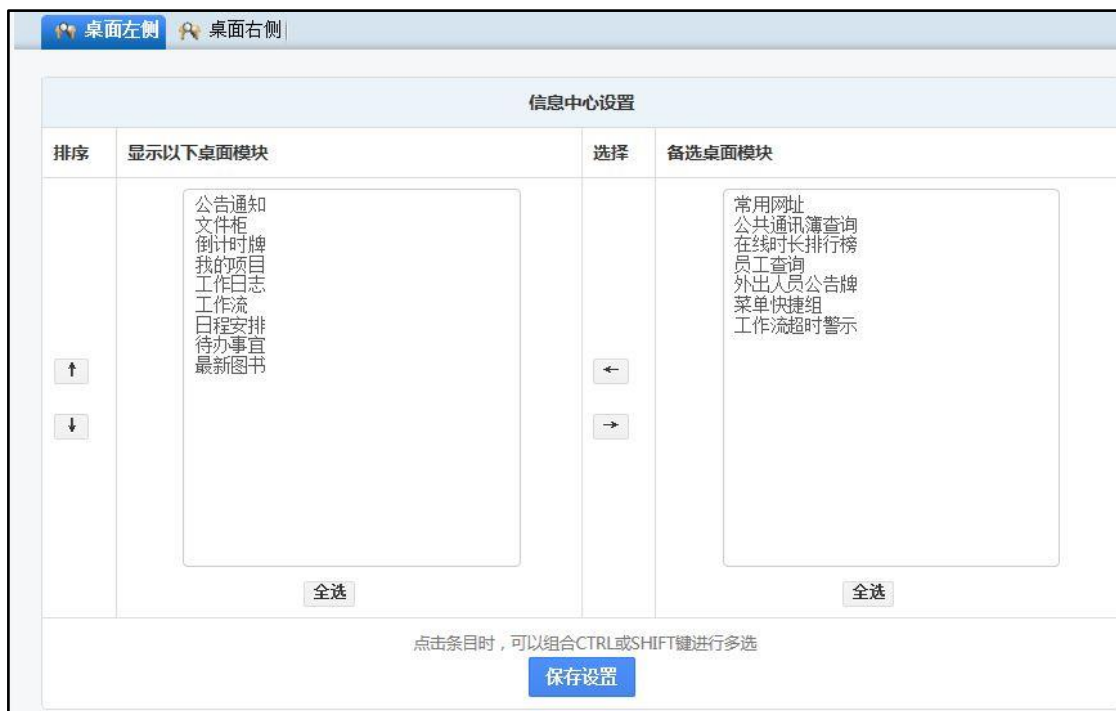 桌面左侧 桌面右侧
信息中心设置
排序 显示以下桌面模块 选择 备选桌面模块
公告通知
文件柜
倒计时牌
我的项目
工作日志
工作流
日程安排
待办事宜
最新图书
常用网址
公共通讯簿查询
在线时长排行榜
员工查询
外出人员公告牌
菜单快捷组
工作流超时警示
↑
↓
←
→
全选 全选
点击条目时，可以组合CTRL或SHIFT键进行多选
保存设置